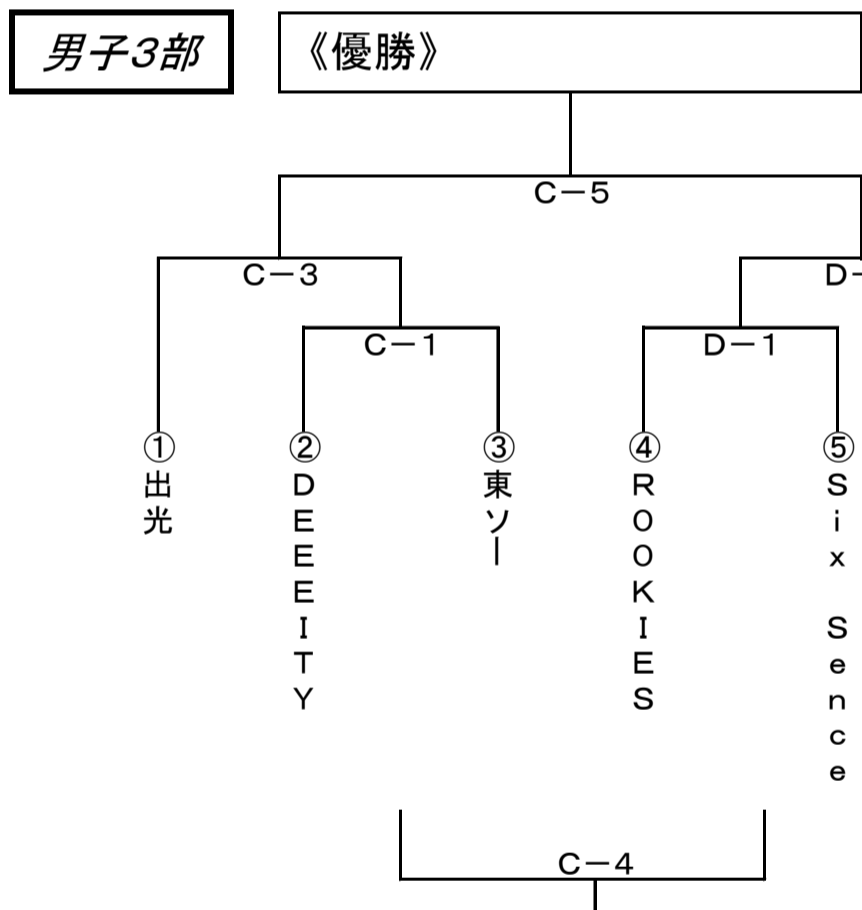 男子3部
《優勝》
C－5
C－3
D－
C－1
D－1
①
出光
②
DEEEITY
③
東ソー
④
ROOKIES
⑤
Six Sence
C－4